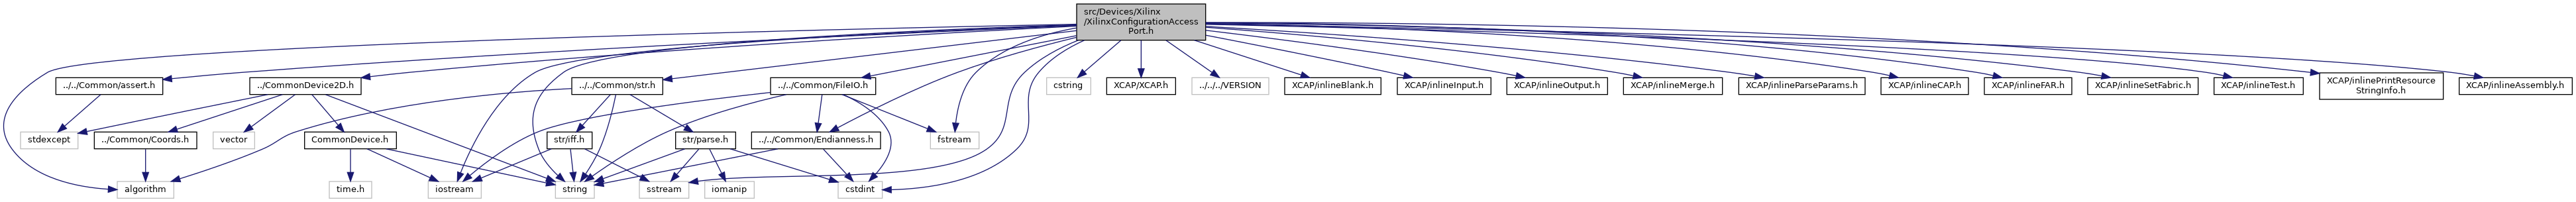 src/Devices/Xilinx
/XilinxConfigurationAccess
Port.h
../../Common/assert.h
../CommonDevice2D.h
../../Common/str.h
../../Common/FileIO.h
cstring
XCAP/XCAP.h
../../../VERSION
XCAP/inlineBlank.h
XCAP/inlineInput.h
XCAP/inlineOutput.h
XCAP/inlineMerge.h
XCAP/inlineParseParams.h
XCAP/inlineCAP.h
XCAP/inlineFAR.h
XCAP/inlineSetFabric.h
XCAP/inlineTest.h
XCAP/inlinePrintResource
StringInfo.h
XCAP/inlineAssembly.h
stdexcept
../Common/Coords.h
vector
CommonDevice.h
str/iff.h
str/parse.h
../../Common/Endianness.h
fstream
algorithm
time.h
iostream
string
sstream
iomanip
cstdint